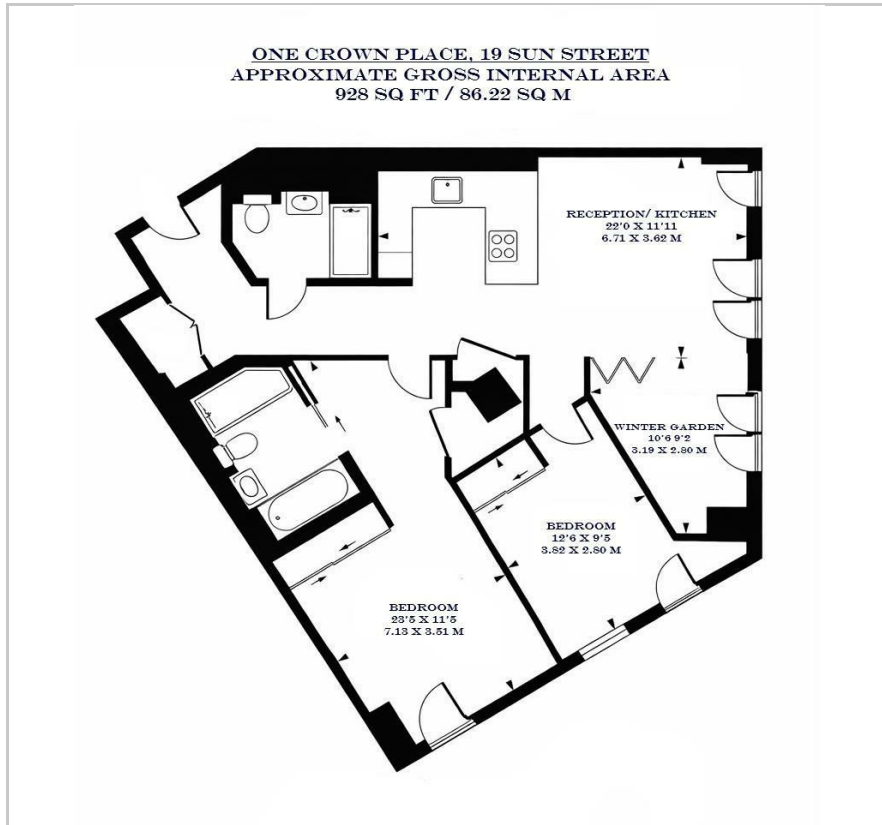 ONE CROWN PLACE, 19 SUN STREET
APPROXIMATE GROSS INTERNAL AREA
928 SQ FT / 86.22 SQ M
RECEPTION/ KITCHEN
22'0 X 11'11
6.71 X 3.62 M
WINTER GARDEN
10'6 9'2
3.19 X 2.80 M
BEDROOM
12'6 X 9'5
3.82 X 2.80 M
BEDROOM
23'5 X 11'5
7.13 X 3.51 M